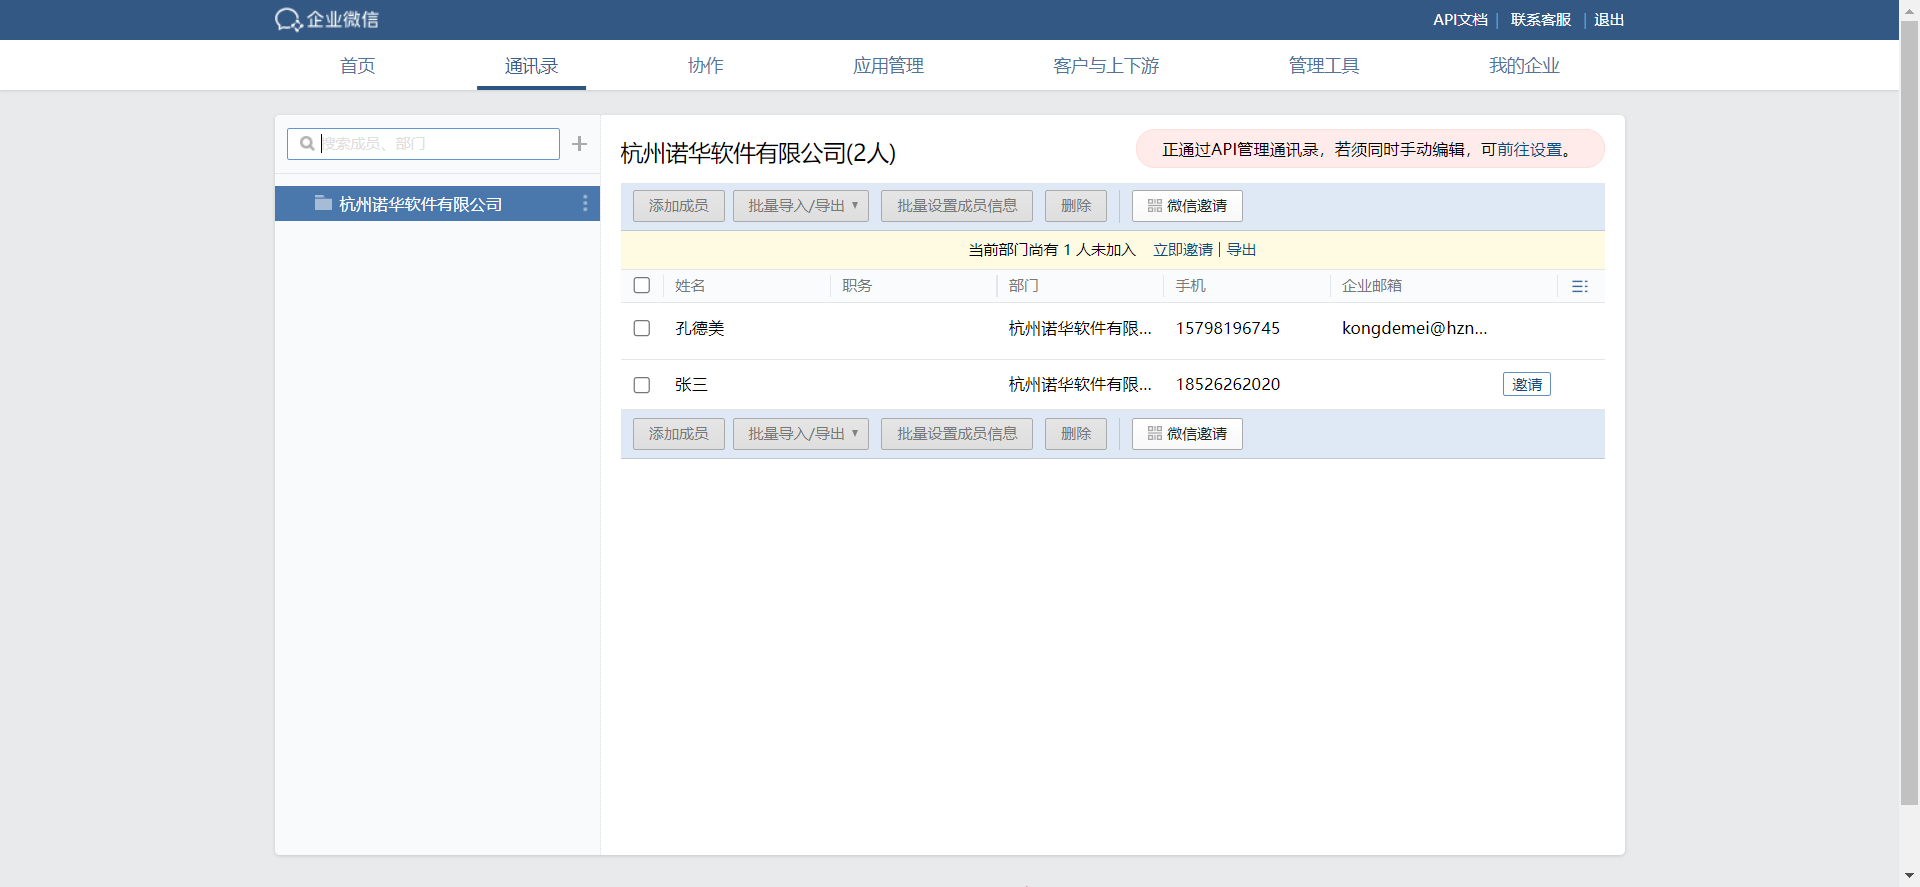 企业微信
API文档 | 联系客服 | 退出
首页 通讯录 协作 应用管理 客户与上下游 管理工具 我的企业
搜索成员、部门
杭州诺华软件有限公司
杭州诺华软件有限公司(2人)
正通过API管理通讯录，若须同时手动编辑，可前往设置。
添加成员 批量导入/导出 ▼ 批量设置成员信息 删除 微信邀请
当前部门尚有 1 人未加入 立即邀请 | 导出
姓名 职务 部门 手机 企业邮箱
孔德美 杭州诺华软件有限... 15798196745 kongdemei@hzn...
张三 杭州诺华软件有限... 18526262020 邀请
添加成员 批量导入/导出 ▼ 批量设置成员信息 删除 微信邀请